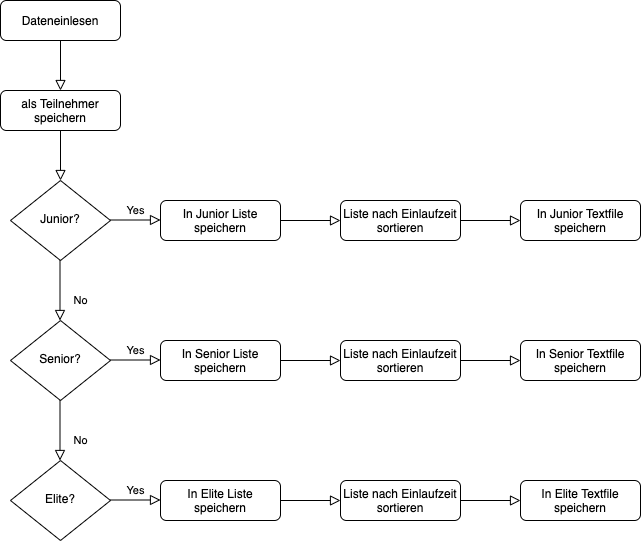 Dateneinlesen
als Teilnehmer
speichern
Junior?
Yes
In Junior Liste
speichern
Liste nach Einlaufzeit
sortieren
In Junior Textfile
speichern
No
Senior?
Yes
In Senior Liste
speichern
Liste nach Einlaufzeit
sortieren
In Senior Textfile
speichern
No
Elite?
Yes
In Elite Liste
speichern
Liste nach Einlaufzeit
sortieren
In Elite Textfile
speichern